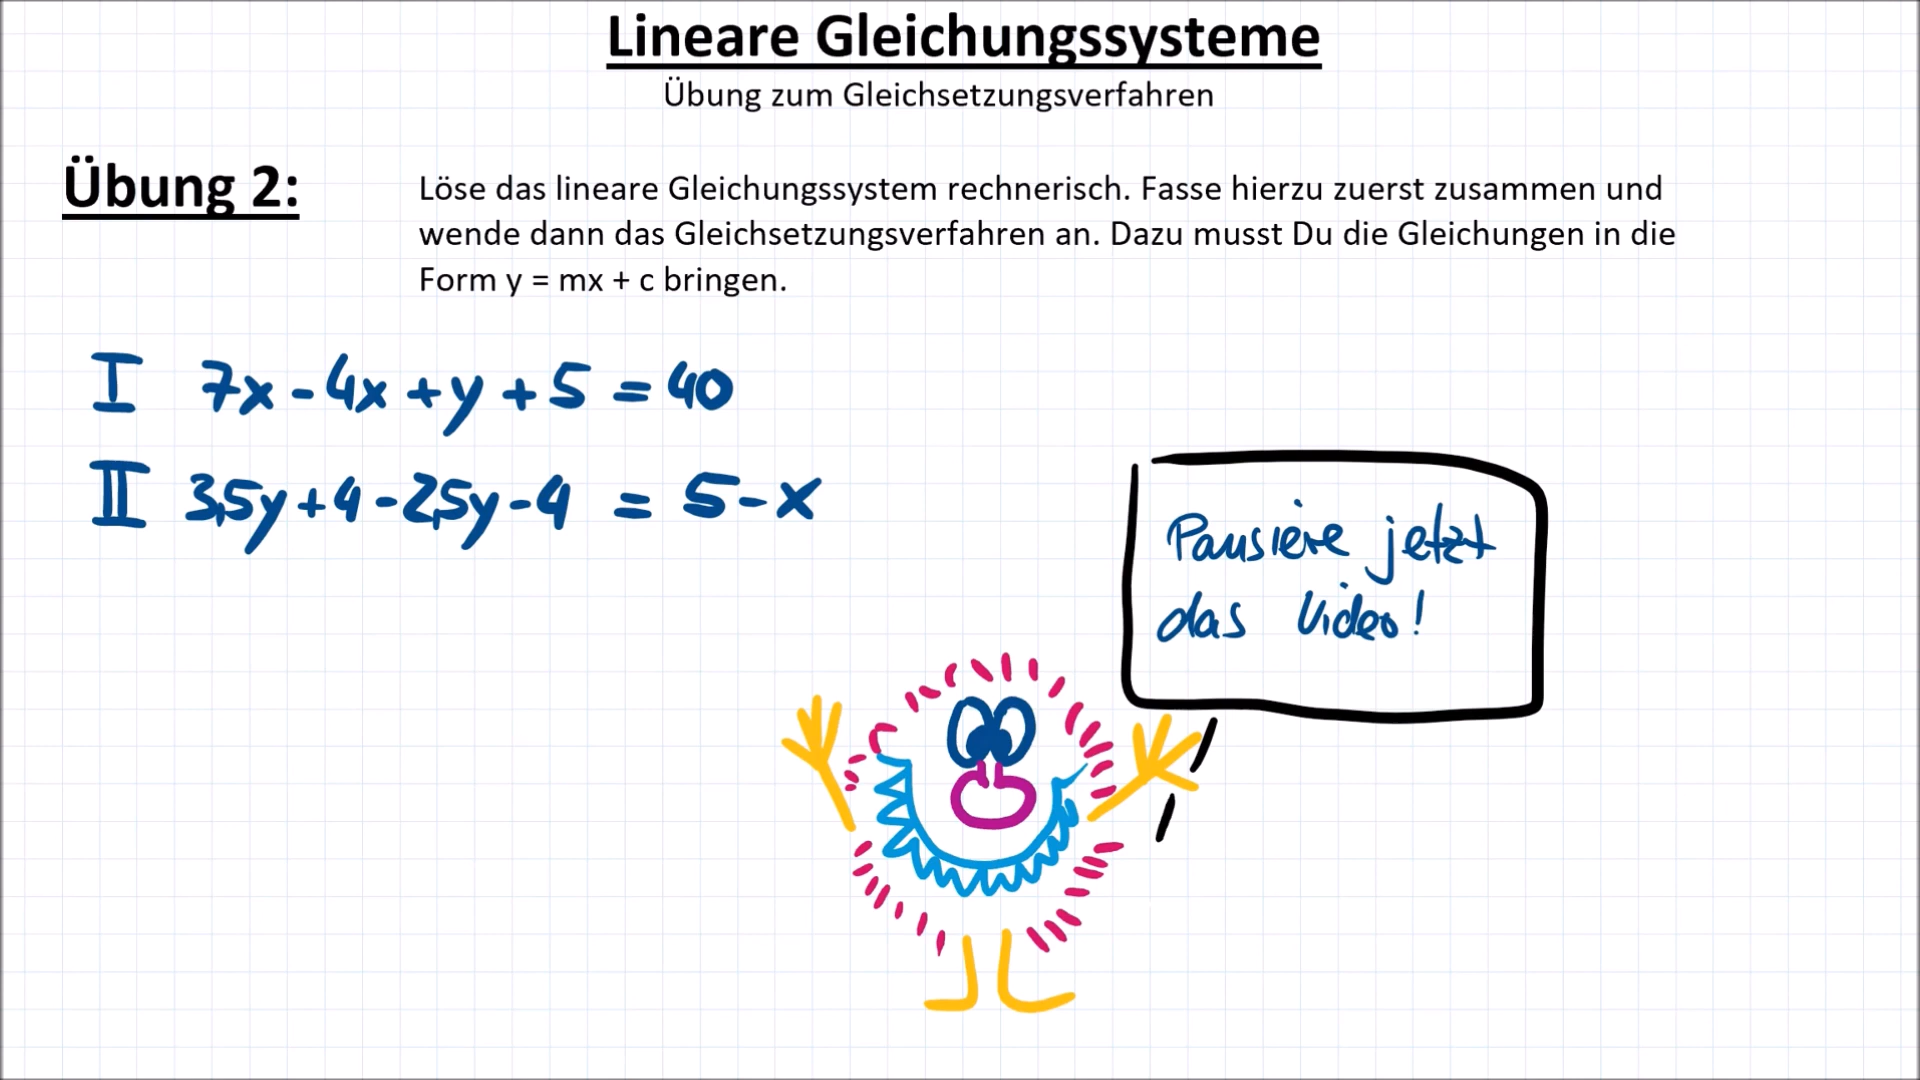 Lineare Gleichungssysteme
Übung zum Gleichsetzungsverfahren
Übung 2:
Löse das lineare Gleichungssystem rechnerisch. Fasse hierzu zuerst zusammen und
wende dann das Gleichsetzungsverfahren an. Dazu musst Du die Gleichungen in die
Form y = mx + c bringen.
I 7x - 4x + y + 5 = 40
II 3,5y + 4 - 2,5y - 4 = 5 - x
Pausiere jetzt
das Video!